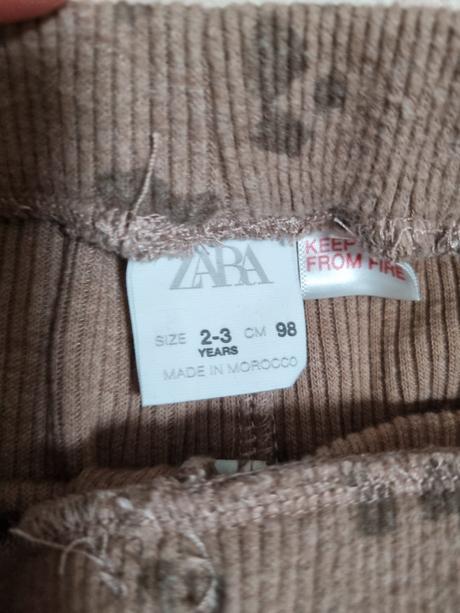 ZARA
SIZE 2-3 CM 98
YEARS
MADE IN MOROCCO
KEEP
FROM FIRE